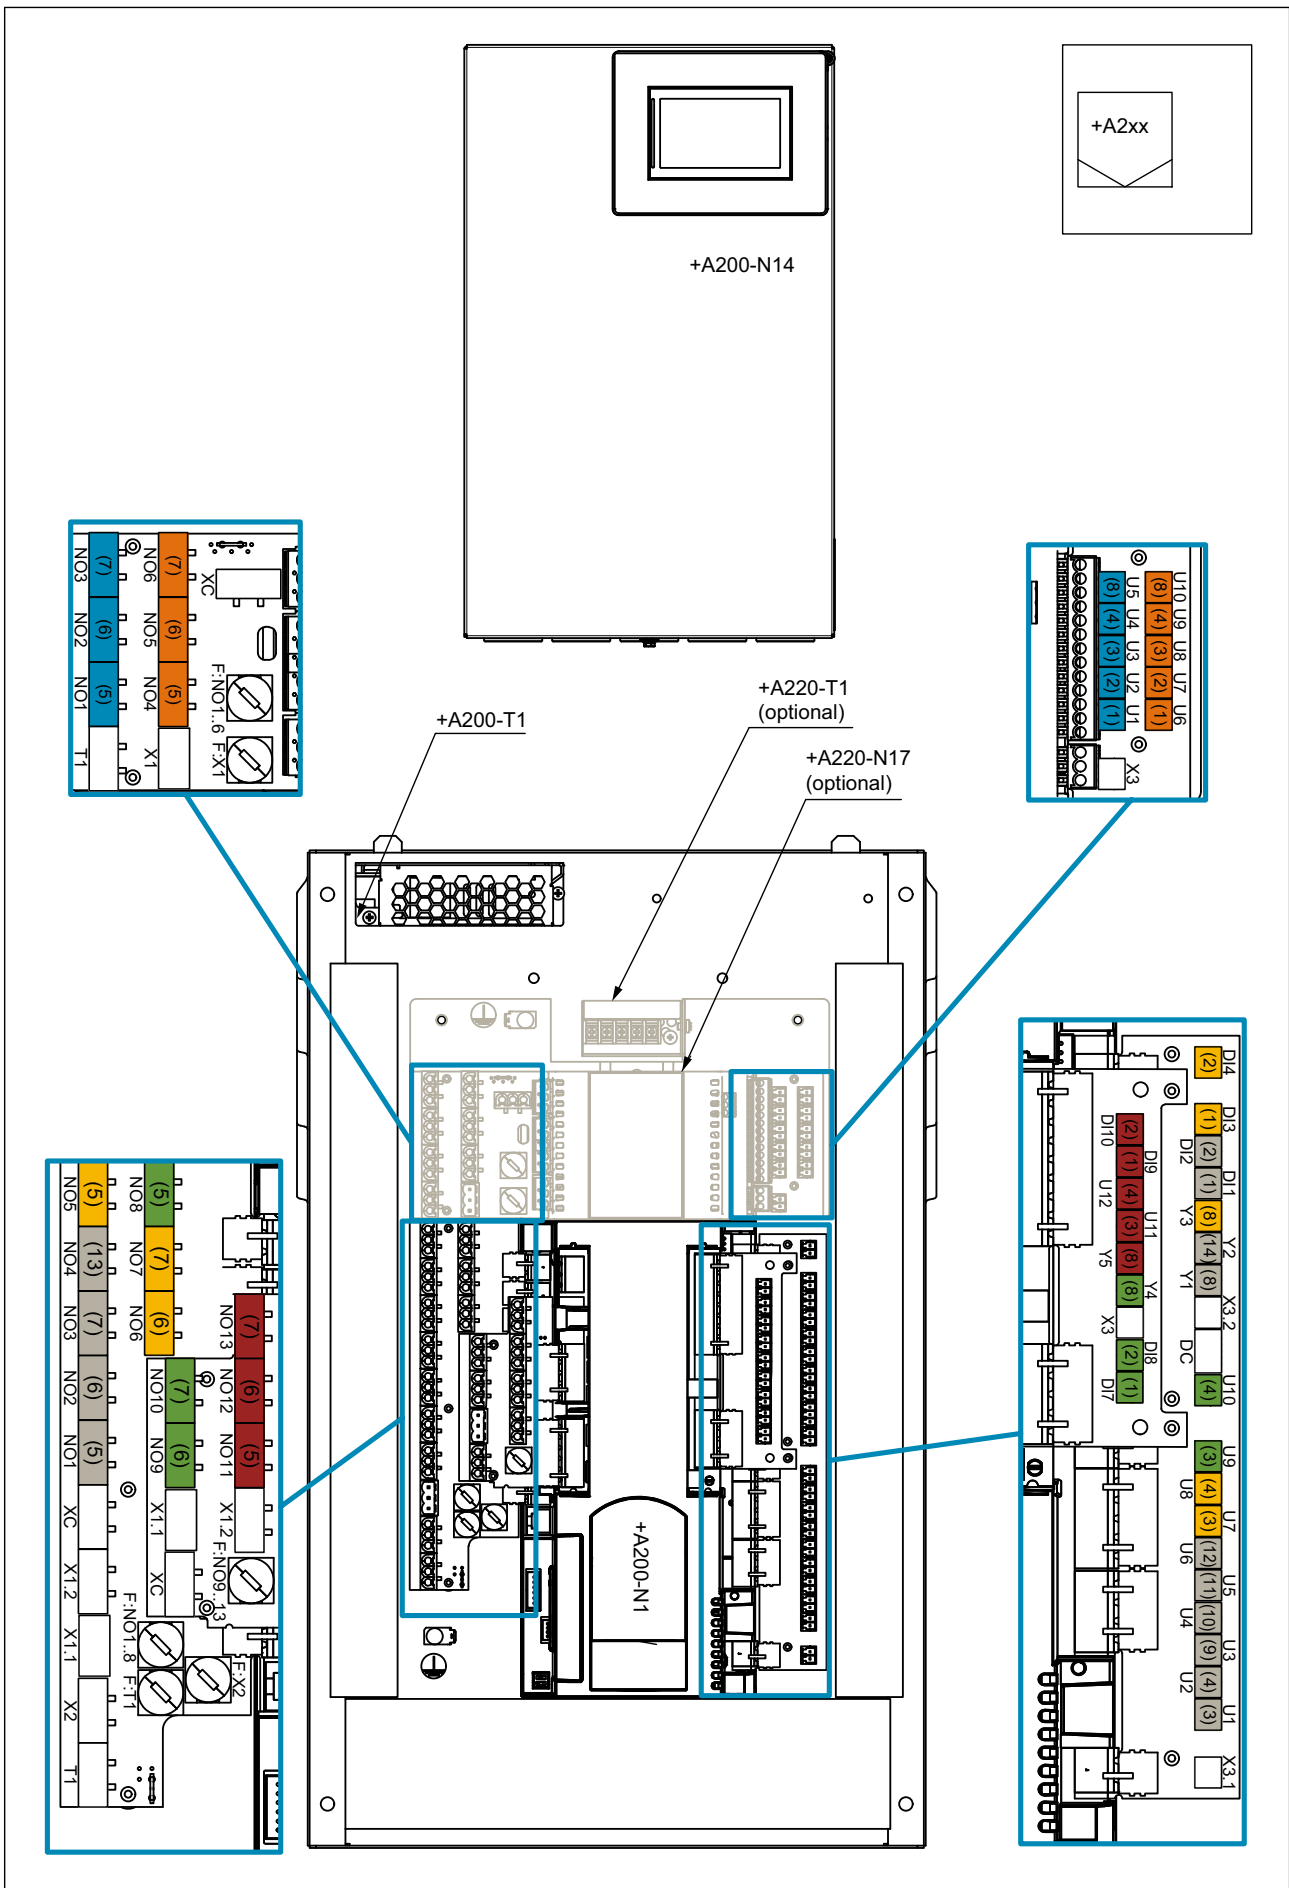 +A2xx
+A200-N14
NO3 (7)
NO2 (6)
NO1 (5)
T1
NO6 (7)
NO5 (6)
NO4 (5)
X1
XC
F:NO1..6
F:X1
U5 (8)
U4 (4)
U3 (3)
U2 (2)
U1 (1)
U10 (8)
U9 (4)
U8 (3)
U7 (2)
U6 (1)
X3
+A200-T1
+A220-T1
(optional)
+A220-N17
(optional)
NO5 (5)
NO4 (13)
NO3 (7)
NO2 (6)
NO1 (5)
XC
X1.2
X1.1
X2
T1
NO8 (5)
NO7 (7)
NO6 (6)
NO10 (7)
NO9 (6)
X1.1
XC
NO13 (7)
NO12 (6)
NO11 (5)
X1.2
F:NO9..13
F:NO1..8
F:T1
F:X2
+A200-N1
DI10 (2)
DI9 (1)
U12 (4)
U11 (3)
Y5 (8)
Y4 (8)
X3
DI8 (2)
DI7 (1)
DI4 (2)
DI3 (1)
DI2 (2)
DI1 (1)
Y3 (8)
Y2 (14)
Y1 (8)
X3.2
DC
U10 (4)
U9 (3)
U8 (4)
U7 (3)
U6 (12)
U5 (11)
U4 (10)
U3 (9)
U2 (4)
U1 (3)
X3.1